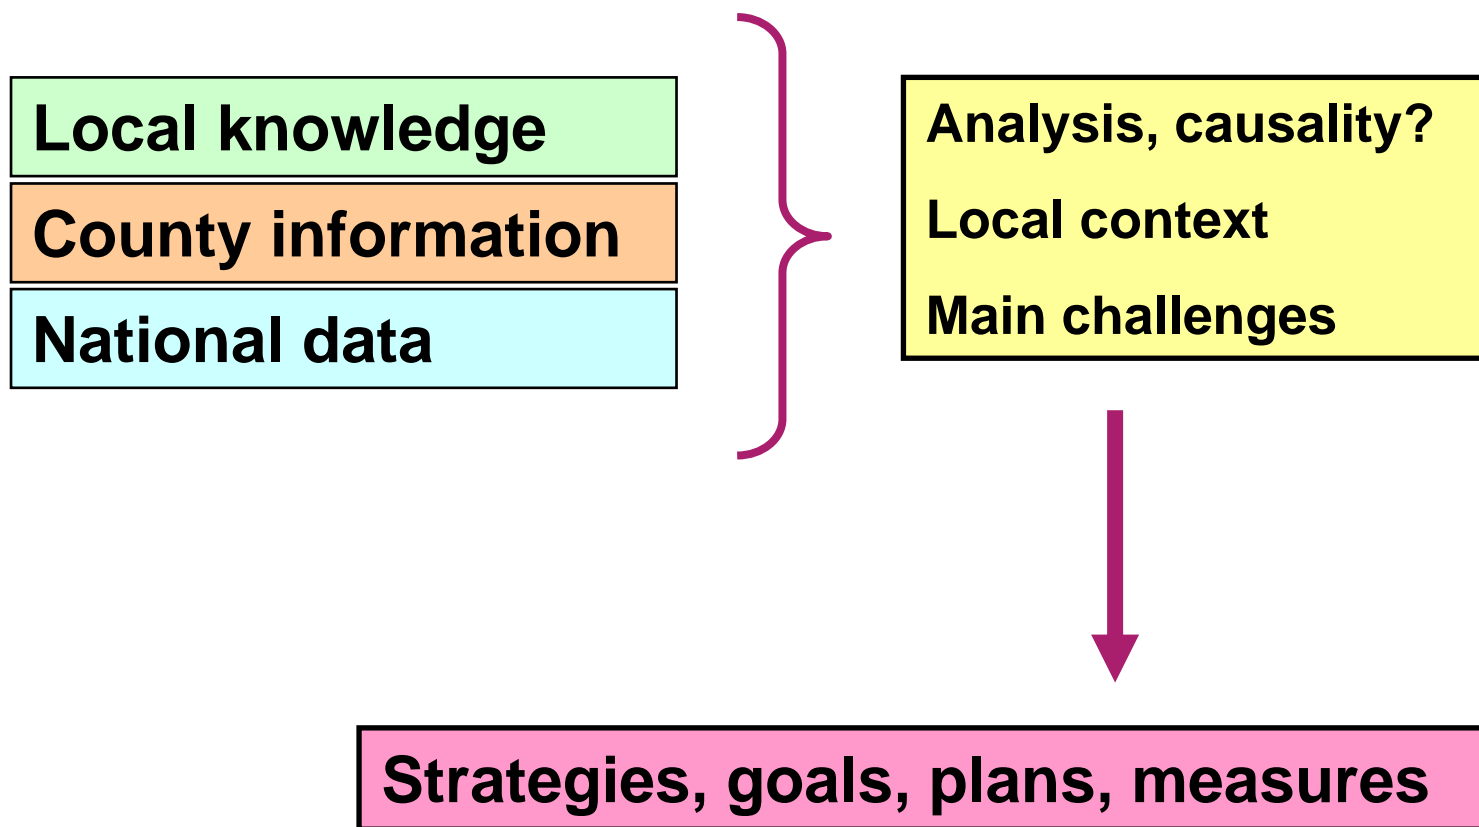 Local knowledge
County information
National data
Analysis, causality?
Local context
Main challenges
Strategies, goals, plans, measures